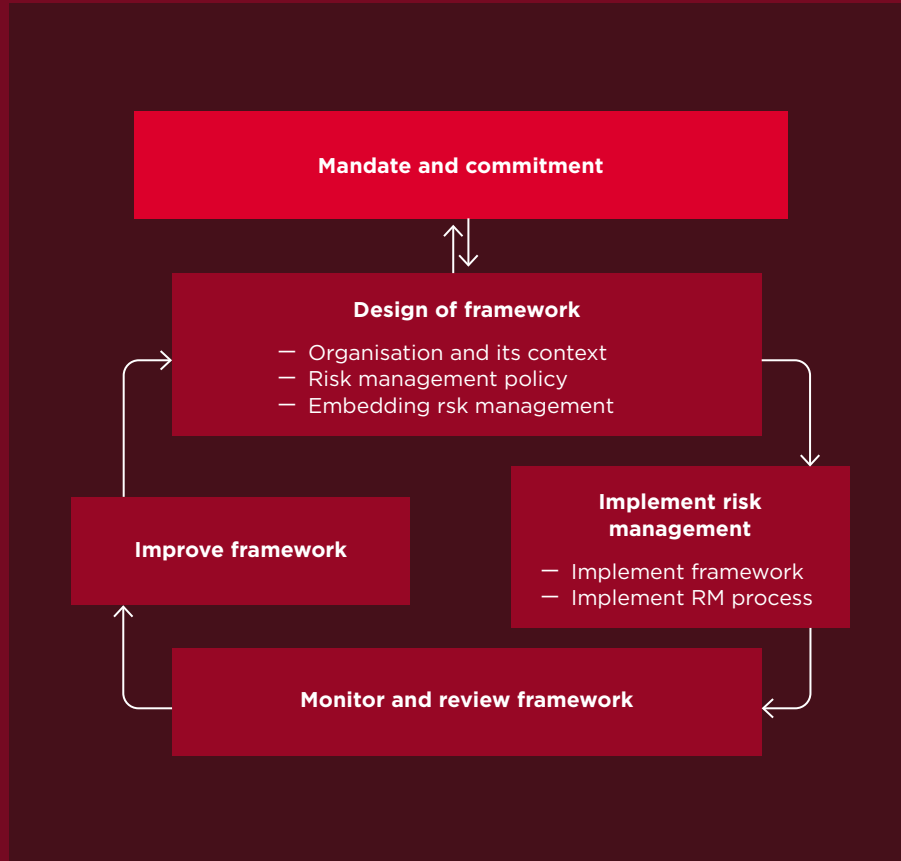 Mandate and commitment
Design of framework
— Organisation and its context
— Risk management policy
— Embedding rsk management
Implement risk
management
— Implement framework
— Implement RM process
Improve framework
Monitor and review framework